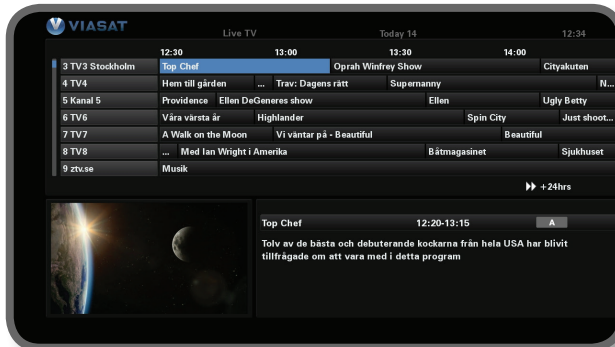 VIASAT
Live TV Today 14 12:34
12:30 13:00 13:30 14:00
3 TV3 Stockholm Top Chef Oprah Winfrey Show Cityakuten
4 TV4 Hem till gården ... Trav: Dagens rätt Supernanny N...
5 Kanal 5 Providence Ellen DeGeneres show Ellen Ugly Betty
6 TV6 Våra värsta år Highlander Spin City Just shoot...
7 TV7 A Walk on the Moon Vi väntar på - Beautiful Beautiful
8 TV8 ... Med Ian Wright i Amerika Båtmagasinet Sjukhuset
9 ztv.se Musik
+24hrs
Top Chef 12:20-13:15 A
Tolv av de bästa och debuterande kockarna från hela USA har blivit
tillfrågade om att vara med i detta program